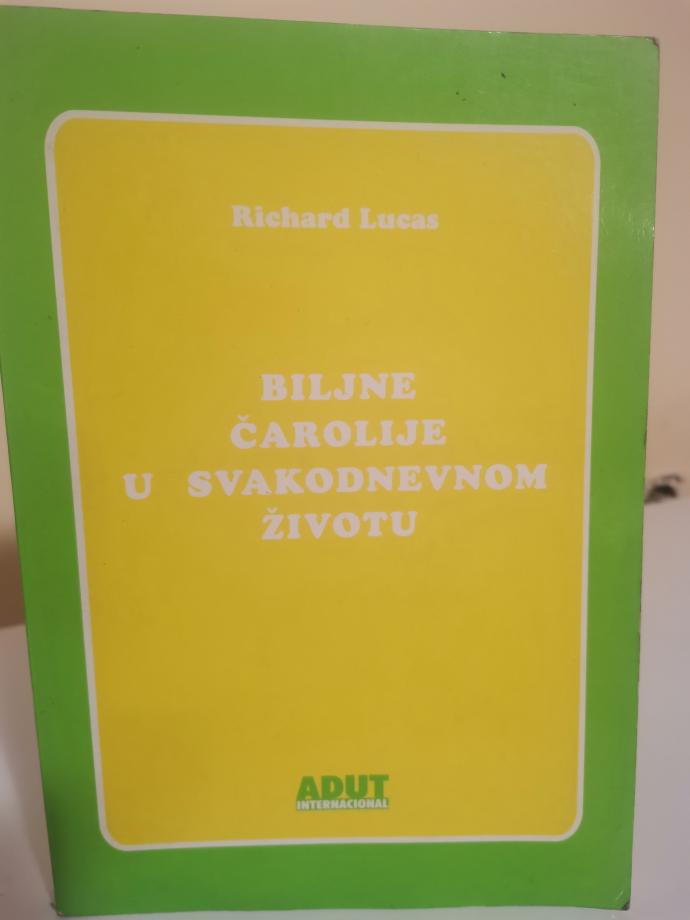 Richard Lucas
BILJNE
ČAROLIJE
U SVAKODNEVNOM
ŽIVOTU
ADUT
INTERNACIONAL